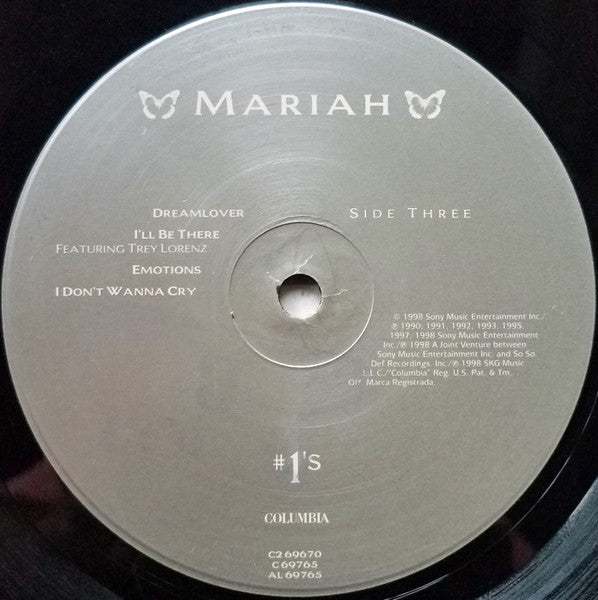 MARIAH
DREAMLOVER
SIDE THREE
I'LL BE THERE
FEATURING TREY LORENZ
EMOTIONS
I DON'T WANNA CRY
© 1998 Sony Music Entertainment Inc./
℗ 1990, 1991, 1992, 1993, 1995,
1997, 1998 Sony Music Entertainment
Inc./℗ 1998 A Joint Venture between
Sony Music Entertainment Inc. and So So
Def Recordings, Inc./℗ 1998 SKG Music
L.L.C./"Columbia" Reg. U.S. Pat. & Tm.
Off. Marca Registrada
#1'S
COLUMBIA
C2 69670
C 69765
AL 69765